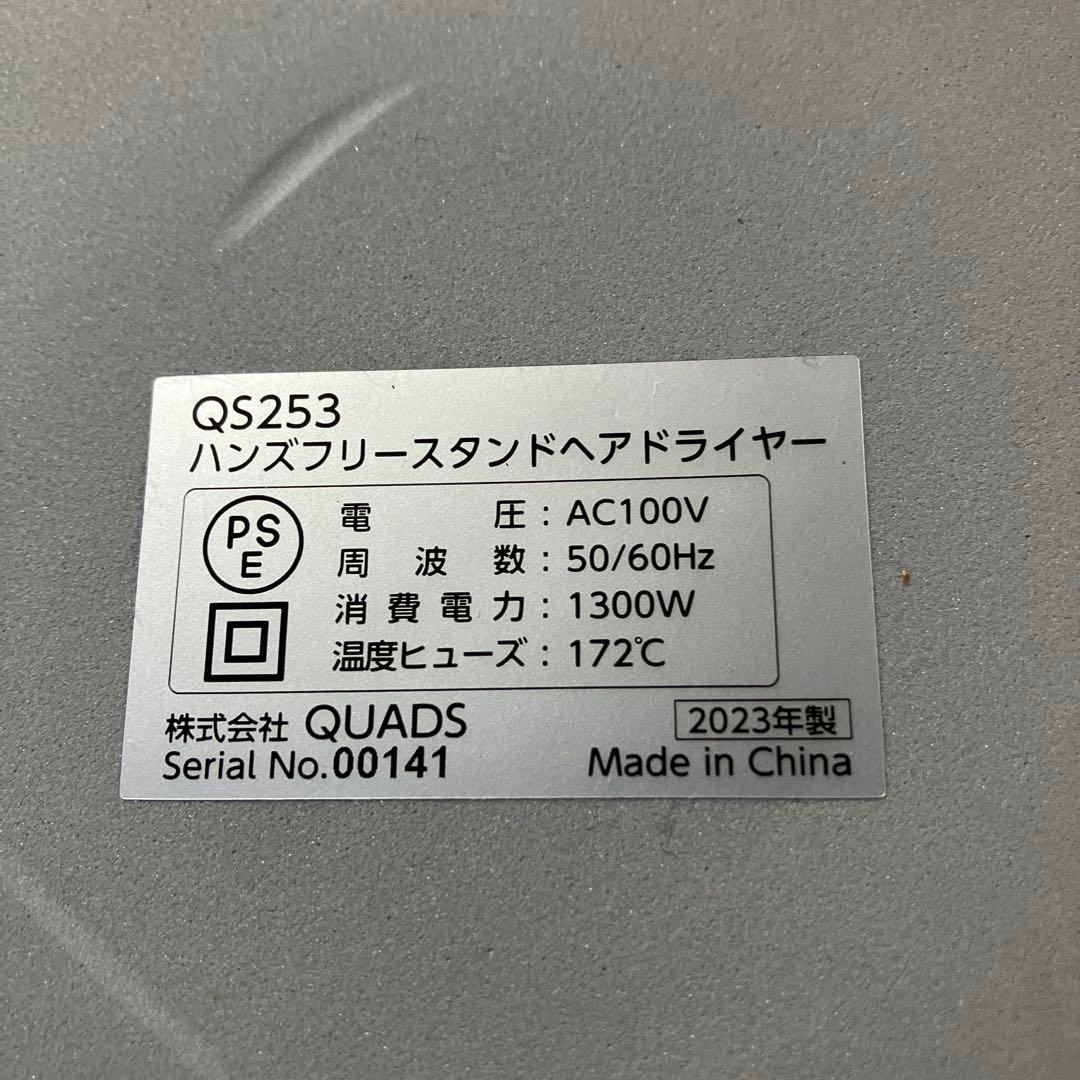 QS253
ハンズフリースタンドヘアドライヤー
PS
E
電圧：AC100V
周波数：50/60Hz
消費電力：1300W
温度ヒューズ：172℃
株式会社 QUADS
2023年製
Serial No.00141
Made in China